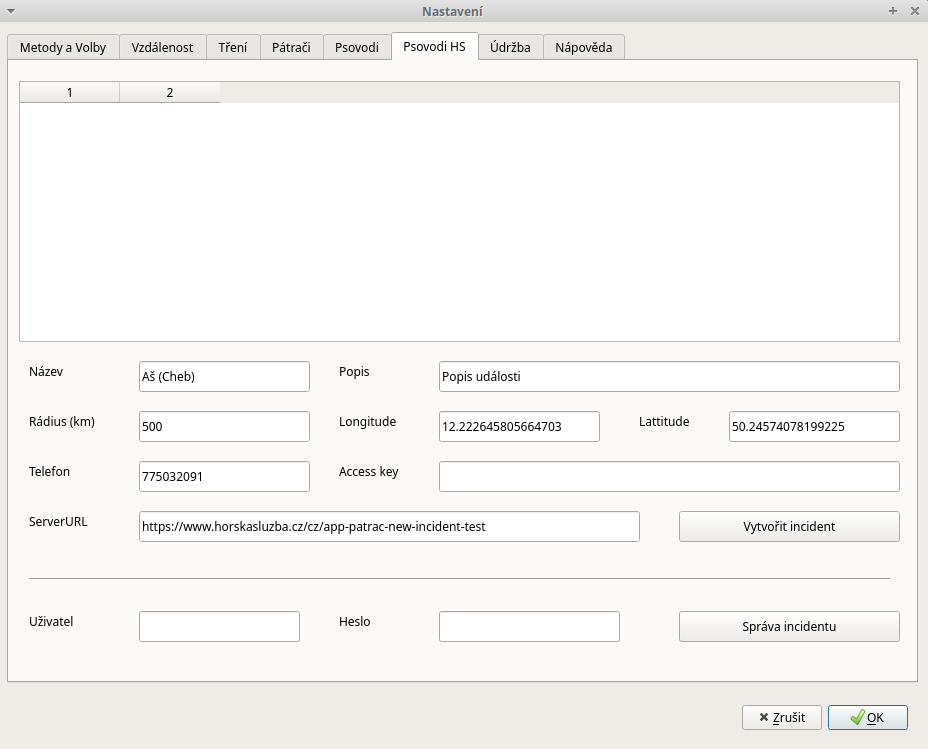 Nastavení
Metody a Volby Vzdálenost Tření Pátrači Psovodi Psovodi HS Údržba Nápověda
1 2
Název Aš (Cheb) Popis Popis události
Rádius (km) 500 Longitude 12.222645805664703 Lattitude 50.24574078199225
Telefon 775032091 Access key
ServerURL https://www.horskasluzba.cz/cz/app-patrac-new-incident-test Vytvořit incident
Uživatel Heslo Správa incidentu
Zrušit OK